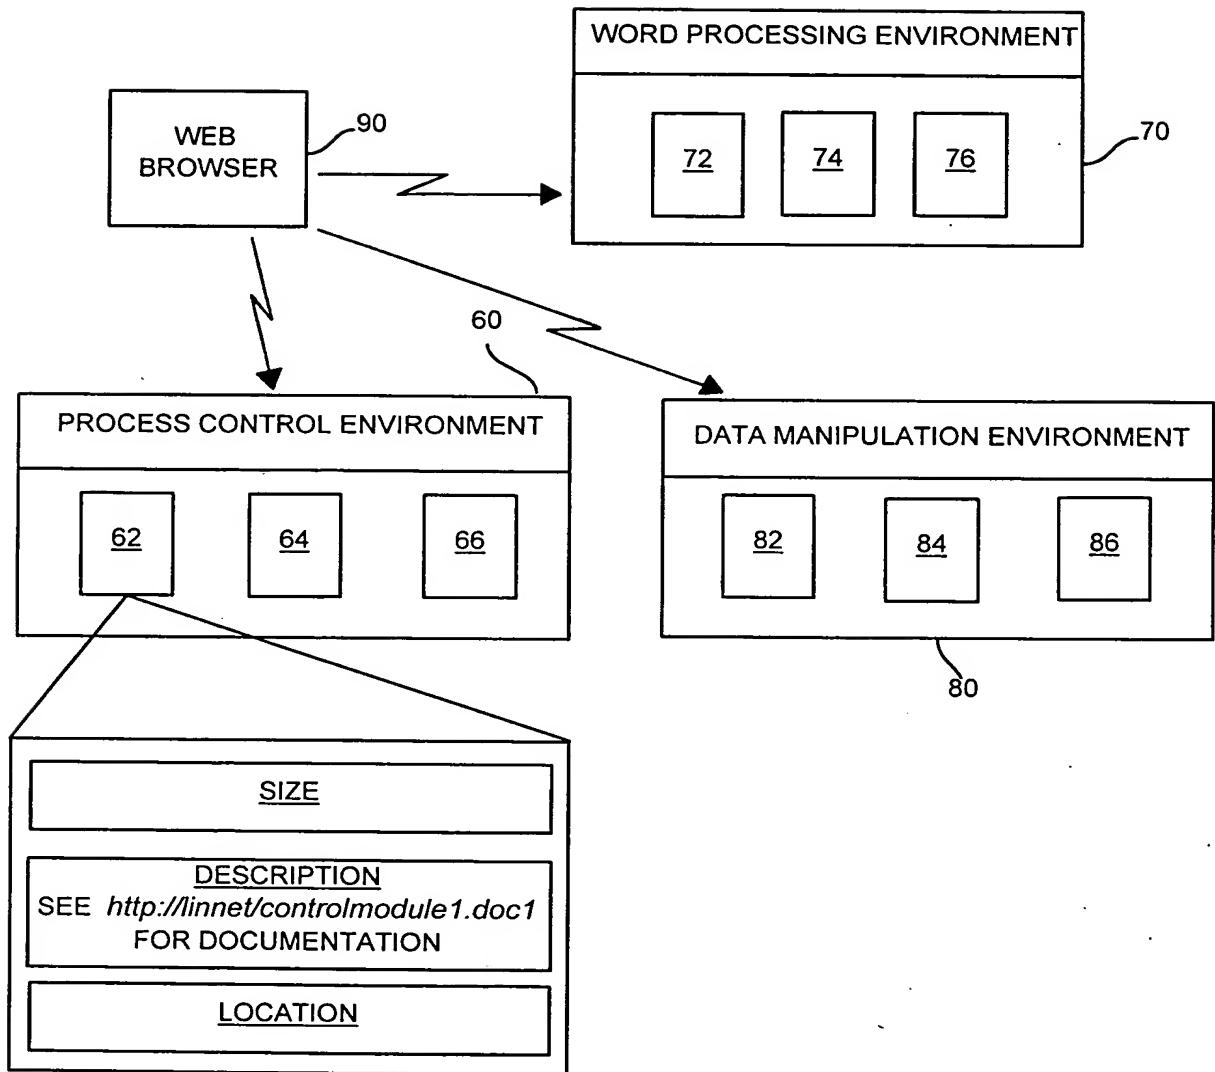 WORD PROCESSING ENVIRONMENT
72 74 76
70
WEB
BROWSER
90
60
PROCESS CONTROL ENVIRONMENT
62 64 66
DATA MANIPULATION ENVIRONMENT
82 84 86
80
SIZE
DESCRIPTION
SEE http://linnet/controlmodule1.doc1
FOR DOCUMENTATION
LOCATION